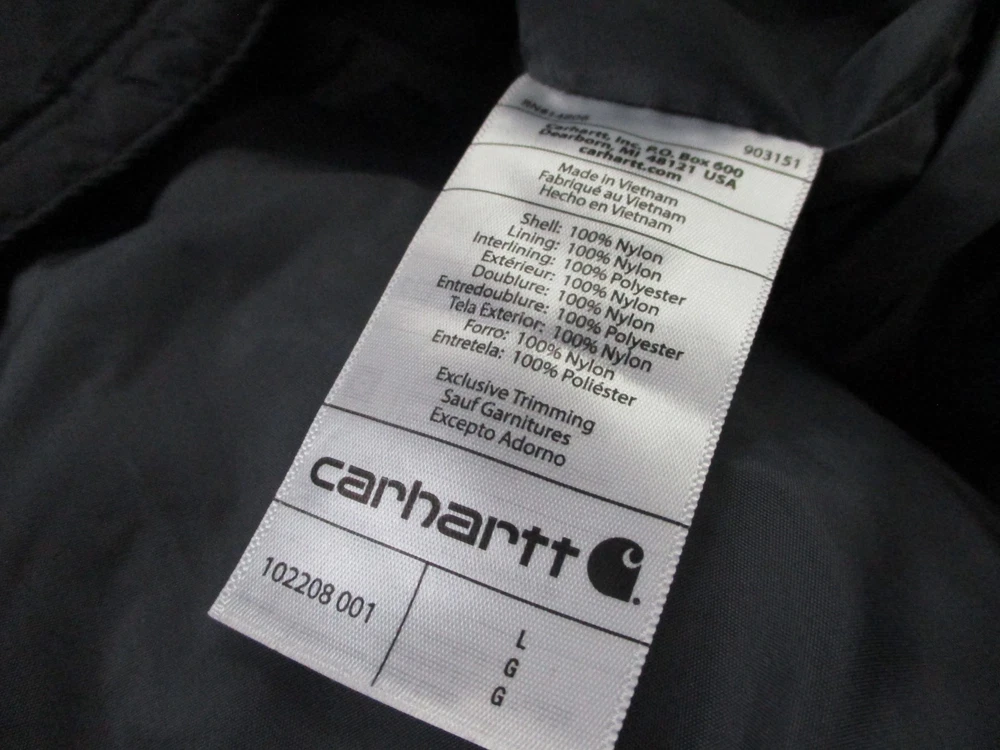 RN#14806
903151
Carhartt, Inc. P.O. Box 600
Dearborn, MI 48121 USA
carhartt.com
Made in Vietnam
Fabriqué au Vietnam
Hecho en Vietnam
Shell: 100% Nylon
Lining: 100% Nylon
Interlining: 100% Polyester
Extérieur: 100% Nylon
Doublure: 100% Nylon
Entredoublure: 100% Polyester
Tela Exterior: 100% Nylon
Forro: 100% Nylon
Entretela: 100% Poliéster
Exclusive Trimming
Sauf Garnitures
Excepto Adorno
carhartt
102208 001
L
G
G